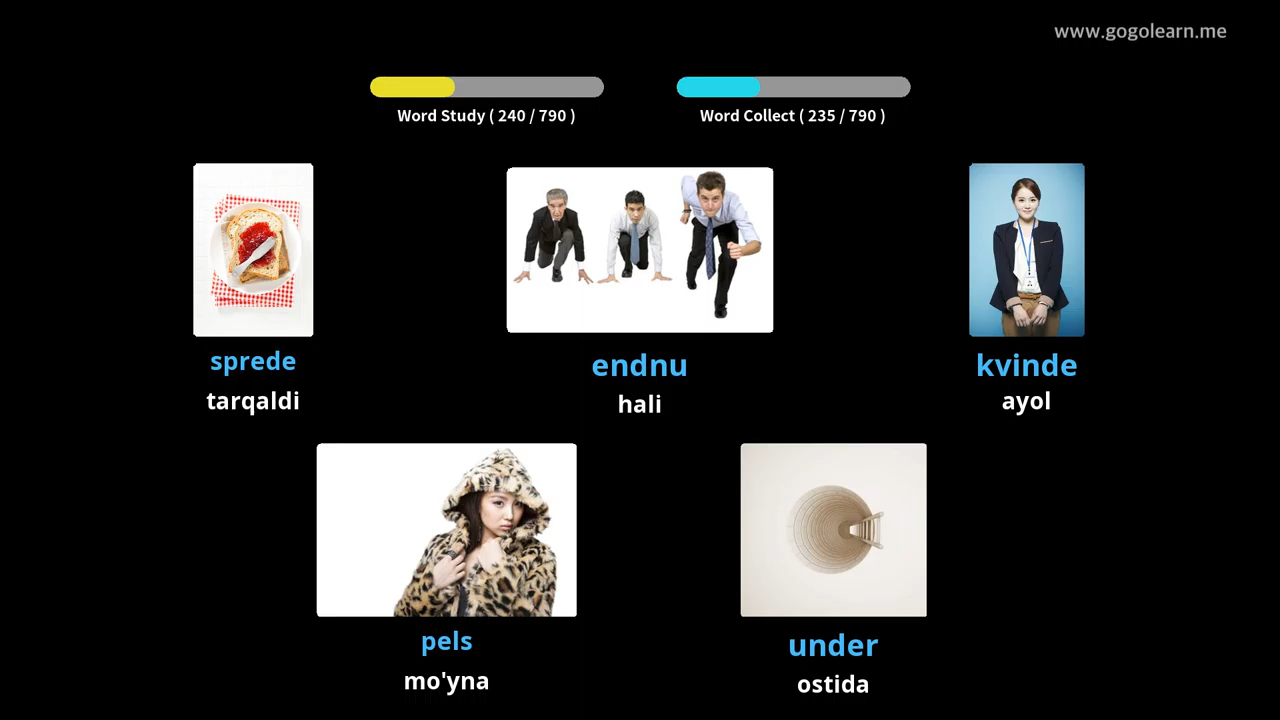 www.gogolearn.me
Word Study ( 240 / 790 )
Word Collect ( 235 / 790 )
sprede
tarqaldi
endnu
hali
kvinde
ayol
pels
mo'yna
under
ostida